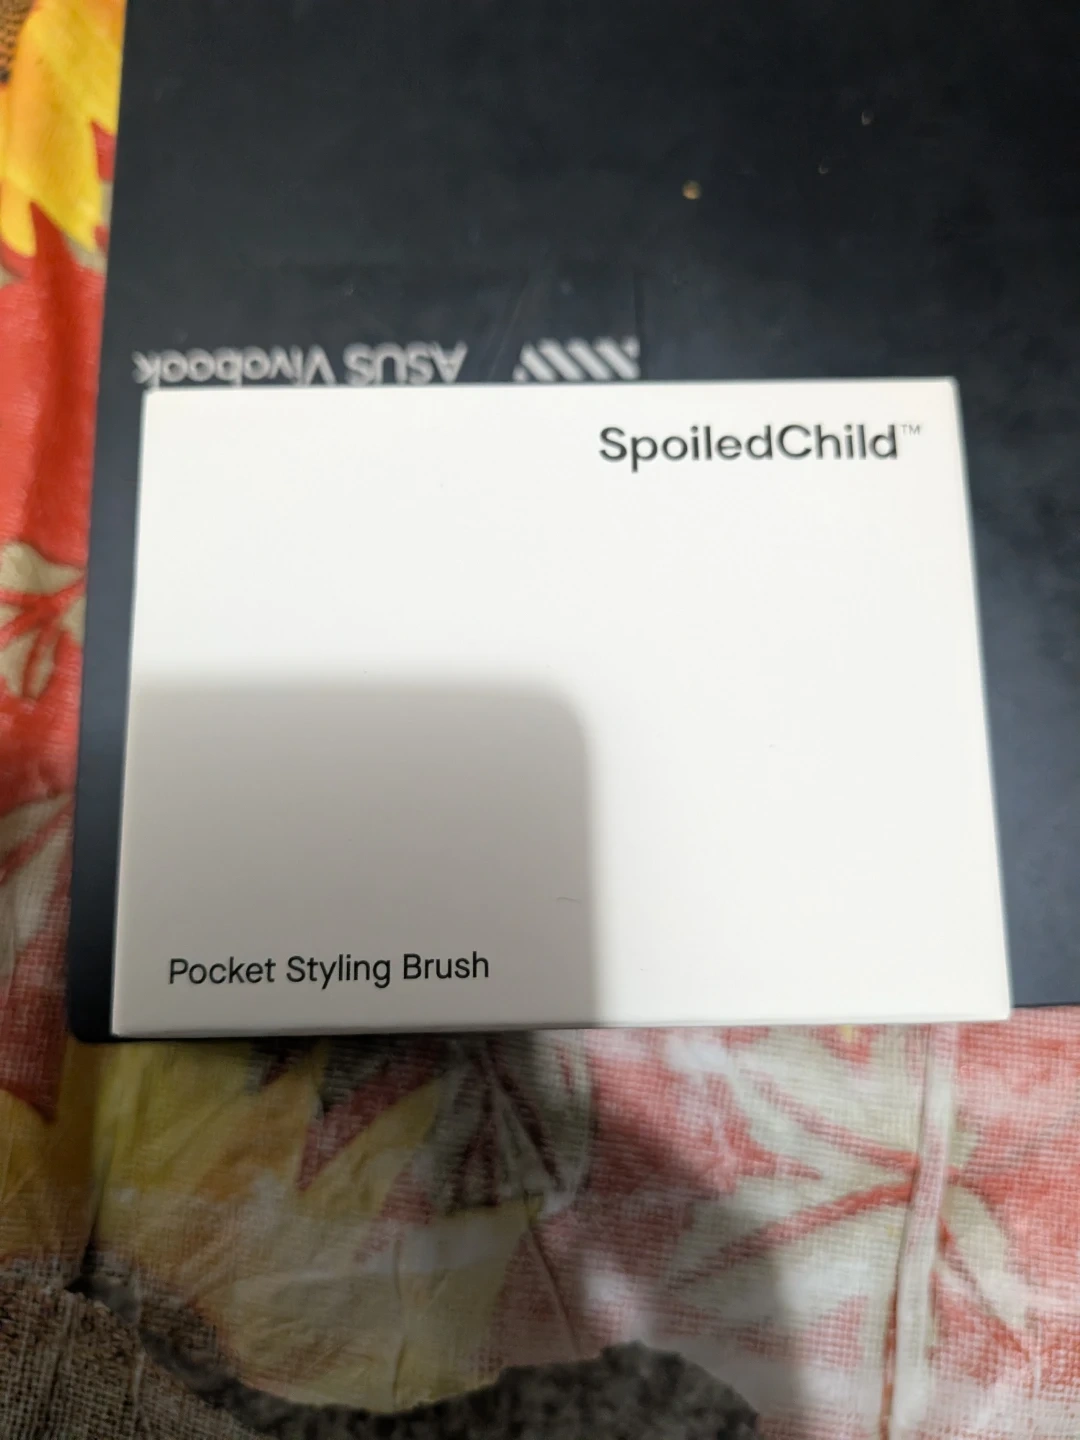 ASUS Vivobook
SpoiledChild™
Pocket Styling Brush